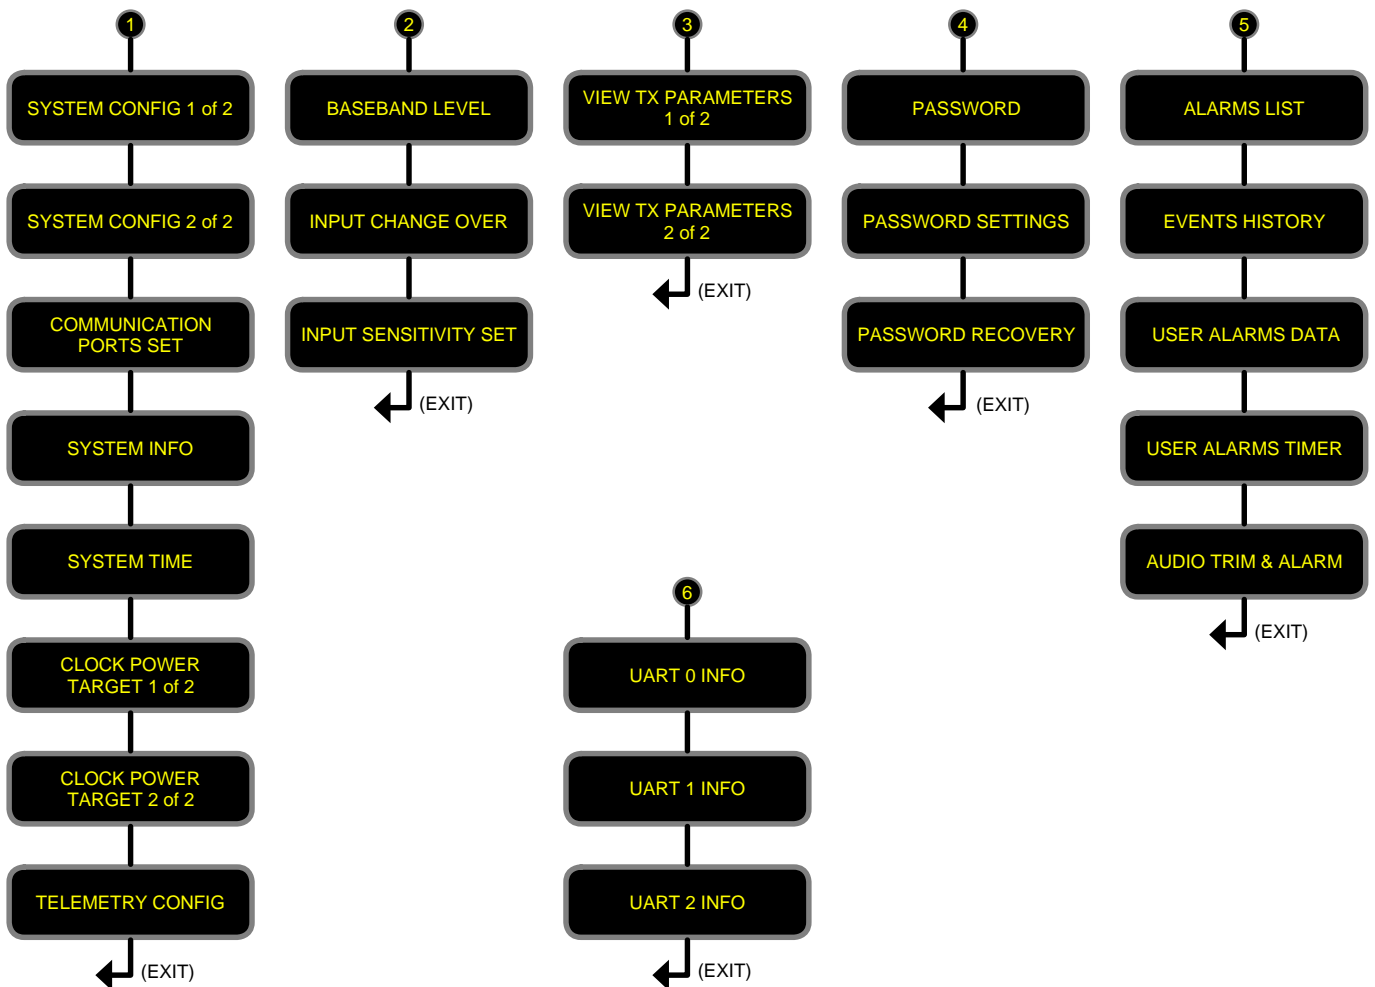 1
SYSTEM CONFIG 1 of 2
SYSTEM CONFIG 2 of 2
COMMUNICATION
PORTS SET
SYSTEM INFO
SYSTEM TIME
CLOCK POWER
TARGET 1 of 2
CLOCK POWER
TARGET 2 of 2
TELEMETRY CONFIG
(EXIT)
2
BASEBAND LEVEL
INPUT CHANGE OVER
INPUT SENSITIVITY SET
(EXIT)
3
VIEW TX PARAMETERS
1 of 2
VIEW TX PARAMETERS
2 of 2
(EXIT)
4
PASSWORD
PASSWORD SETTINGS
PASSWORD RECOVERY
(EXIT)
5
ALARMS LIST
EVENTS HISTORY
USER ALARMS DATA
USER ALARMS TIMER
AUDIO TRIM & ALARM
(EXIT)
6
UART 0 INFO
UART 1 INFO
UART 2 INFO
(EXIT)